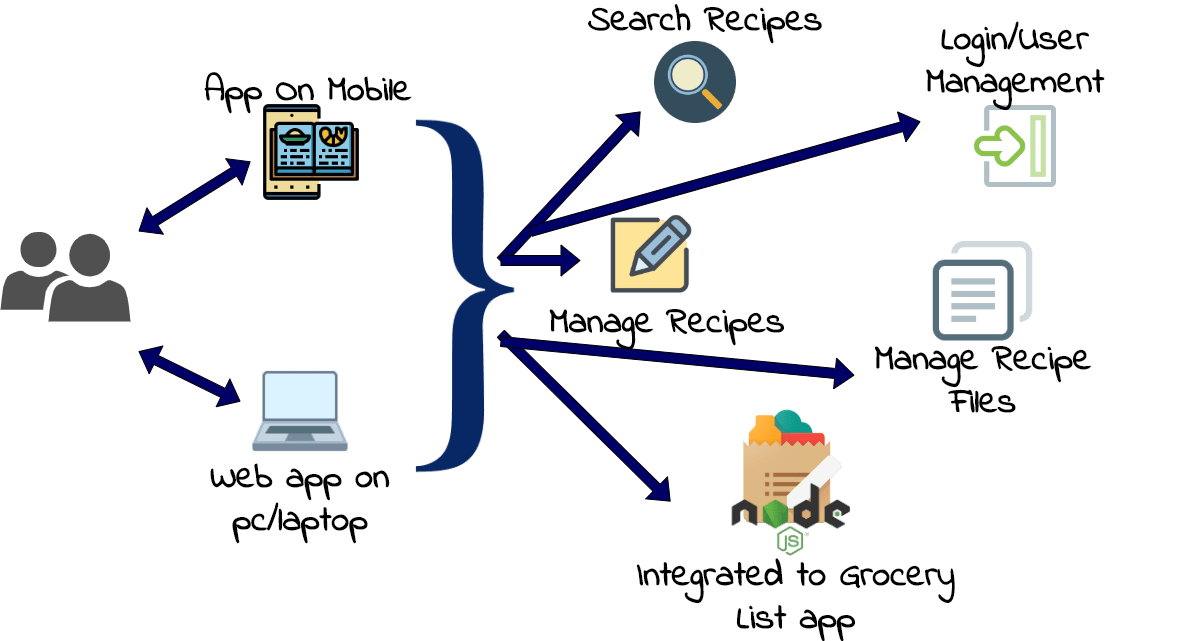 Search Recipes
Login/User
Management
App On Mobile
Manage Recipes
Manage Recipe
Files
Web app on
pc/laptop
node
JS
Integrated to Grocery
List app